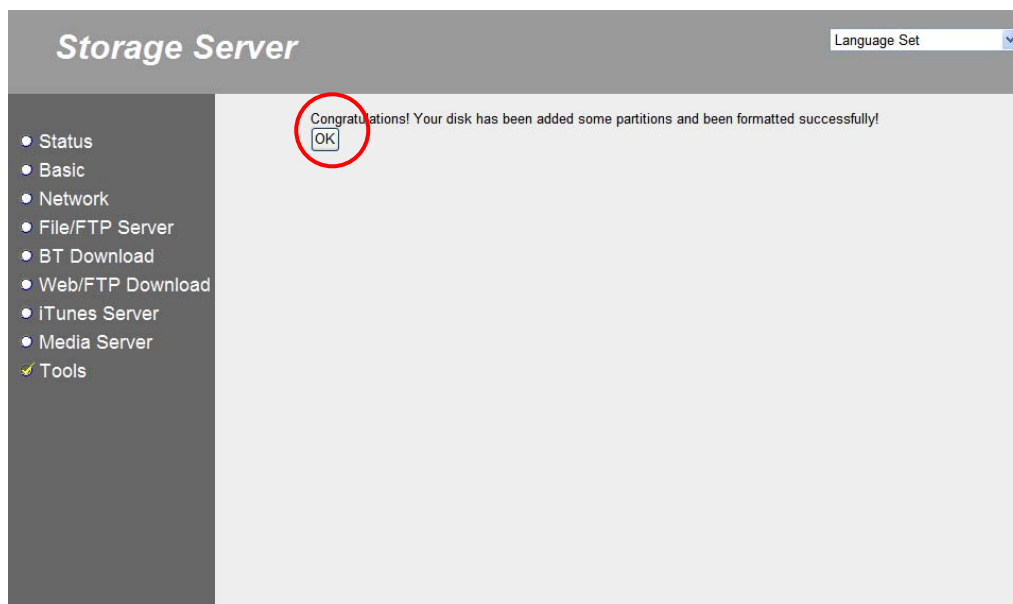 Storage Server
Language Set
Congratulations! Your disk has been added some partitions and been formatted successfully!
OK
Status
Basic
Network
File/FTP Server
BT Download
Web/FTP Download
iTunes Server
Media Server
Tools